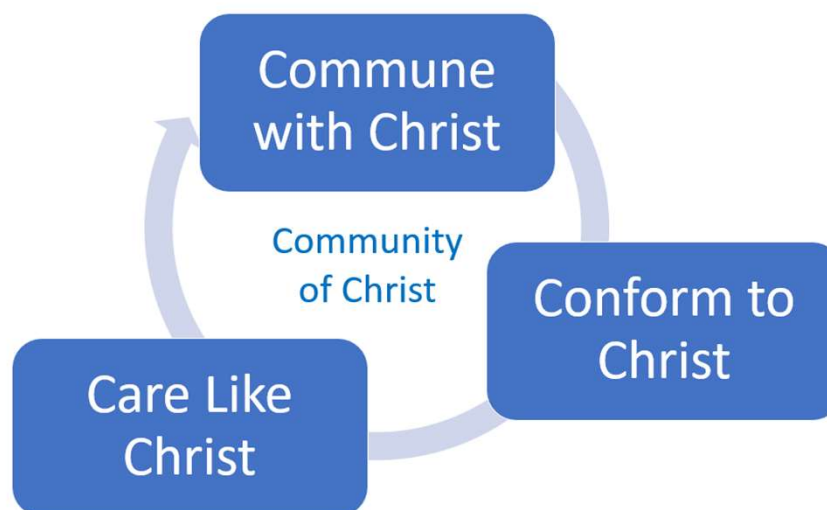 Commune
with Christ
Community
of Christ
Conform to
Christ
Care Like
Christ